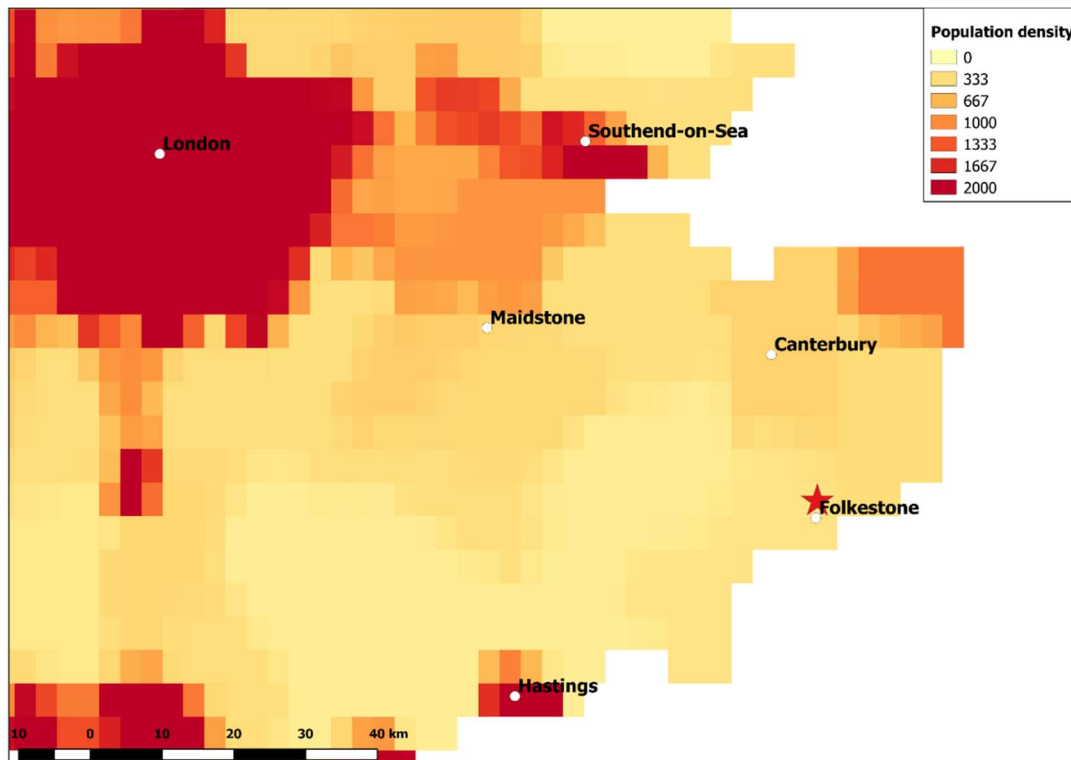 Population density
0
333
667
1000
1333
1667
2000
London
Southend-on-Sea
Maidstone
Canterbury
Folkestone
Hastings
10 0 10 20 30 40 km